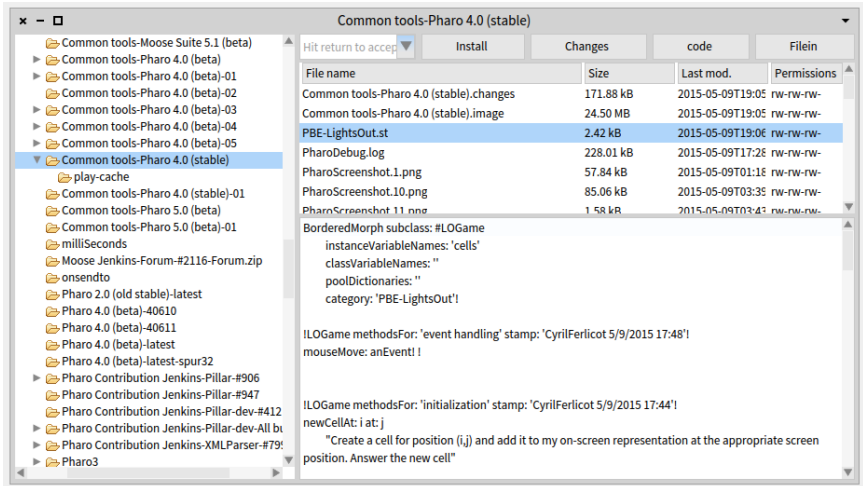 Common tools-Pharo 4.0 (stable)
Common tools-Moose Suite 5.1 (beta)
Common tools-Pharo 4.0 (beta)
Common tools-Pharo 4.0 (beta)-01
Common tools-Pharo 4.0 (beta)-02
Common tools-Pharo 4.0 (beta)-03
Common tools-Pharo 4.0 (beta)-04
Common tools-Pharo 4.0 (beta)-05
Common tools-Pharo 4.0 (stable)
play-cache
Common tools-Pharo 4.0 (stable)-01
Common tools-Pharo 5.0 (beta)
Common tools-Pharo 5.0 (beta)-01
milliSeconds
Moose Jenkins-Forum-#2116-Forum.zip
onsendto
Pharo 2.0 (old stable)-latest
Pharo 4.0 (beta)-40610
Pharo 4.0 (beta)-40611
Pharo 4.0 (beta)-latest
Pharo 4.0 (beta)-latest-spur32
Pharo Contribution Jenkins-Pillar-#906
Pharo Contribution Jenkins-Pillar-#947
Pharo Contribution Jenkins-Pillar-dev-#412
Pharo Contribution Jenkins-Pillar-dev-All bu
Pharo Contribution Jenkins-XMLParser-#795
Pharo3
Hit return to accep Install Changes code Filein
File name Size Last mod. Permissions
Common tools-Pharo 4.0 (stable).changes 171.88 kB 2015-05-09T19:05 rw-rw-rw-
Common tools-Pharo 4.0 (stable).image 24.50 MB 2015-05-09T19:05 rw-rw-rw-
PBE-LightsOut.st 2.42 kB 2015-05-09T19:06 rw-rw-rw-
PharoDebug.log 228.01 kB 2015-05-09T17:28 rw-rw-rw-
PharoScreenshot.1.png 57.84 kB 2015-05-09T01:18 rw-rw-rw-
PharoScreenshot.10.png 85.06 kB 2015-05-09T03:39 rw-rw-rw-
PharoScreenshot.11.png 1.58 kB 2015-05-09T03:43 rw-rw-rw-
BorderedMorph subclass: #LOGame
instanceVariableNames: 'cells'
classVariableNames: ''
poolDictionaries: ''
category: 'PBE-LightsOut'!
!LOGame methodsFor: 'event handling' stamp: 'CyrilFerlicot 5/9/2015 17:48'!
mouseMove: anEvent! !
!LOGame methodsFor: 'initialization' stamp: 'CyrilFerlicot 5/9/2015 17:44'!
newCellAt: i at: j
"Create a cell for position (i,j) and add it to my on-screen representation at the appropriate screen
position. Answer the new cell"